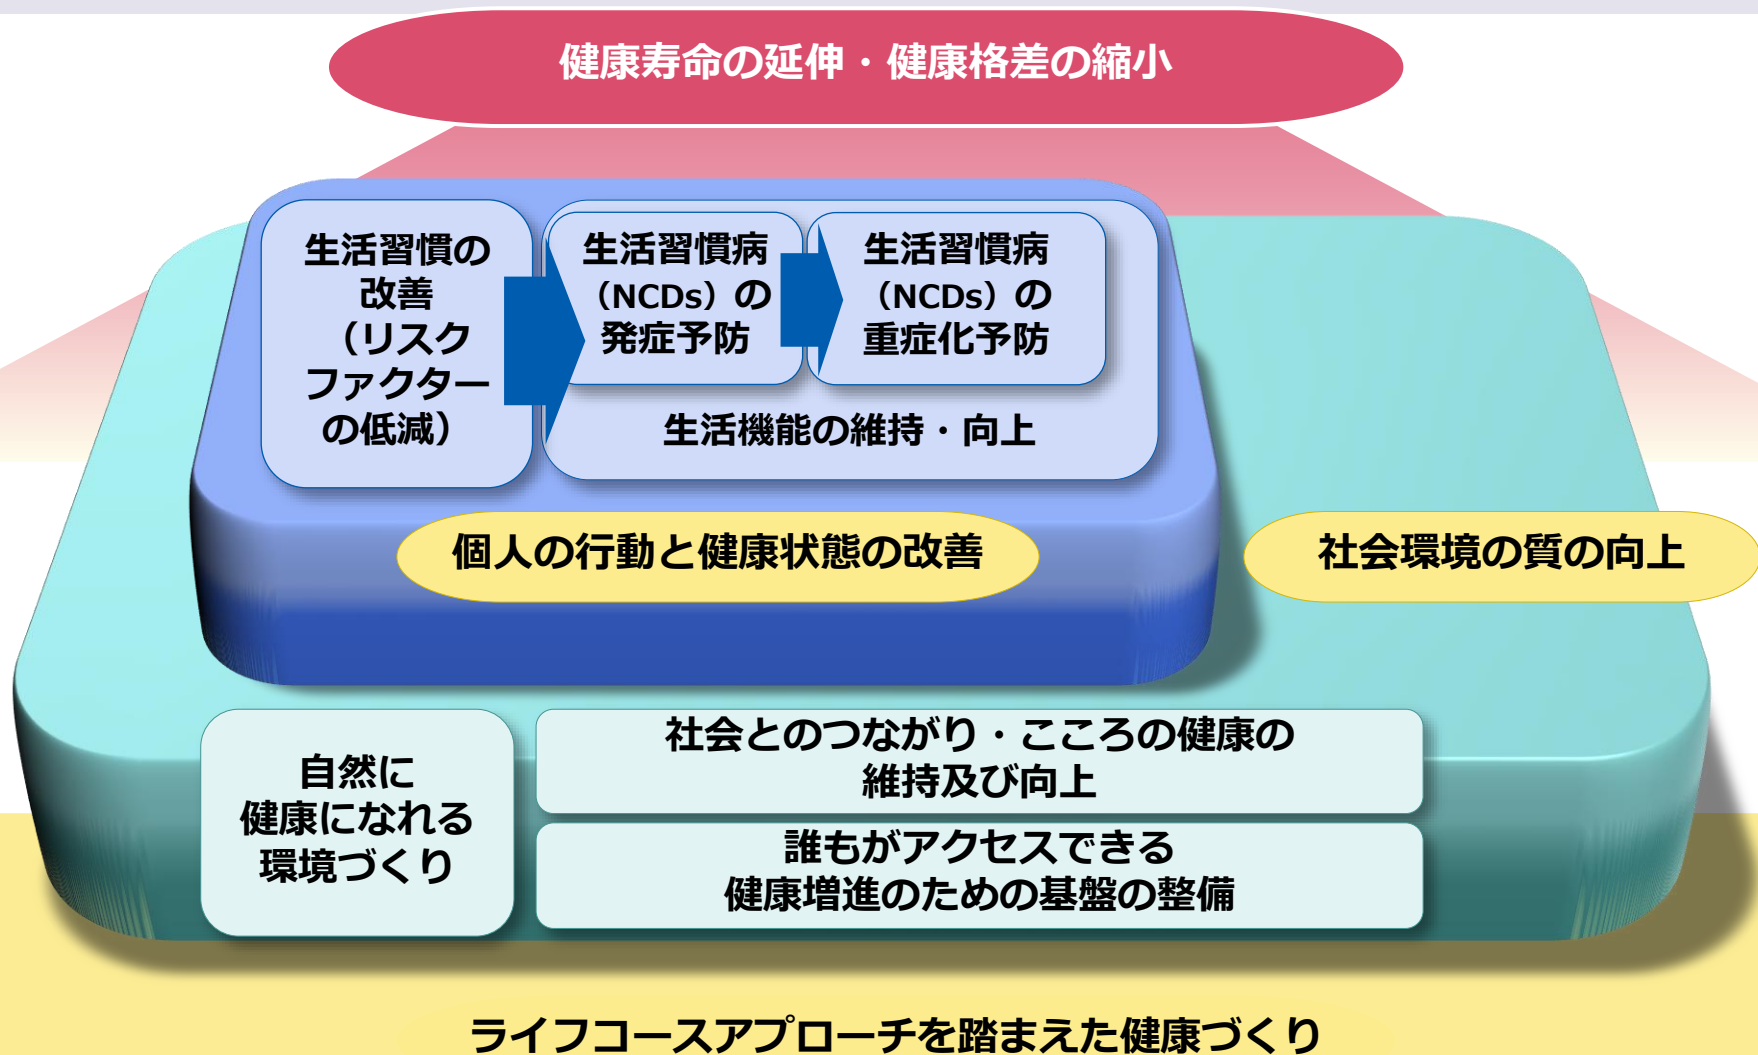 健康寿命の延伸・健康格差の縮小
生活習慣の
改善
（リスク
ファクター
の低減）
生活習慣病
（NCDs）の
発症予防
生活習慣病
（NCDs）の
重症化予防
生活機能の維持・向上
個人の行動と健康状態の改善
社会環境の質の向上
自然に
健康になれる
環境づくり
社会とのつながり・こころの健康の
維持及び向上
誰もがアクセスできる
健康増進のための基盤の整備
ライフコースアプローチを踏まえた健康づくり